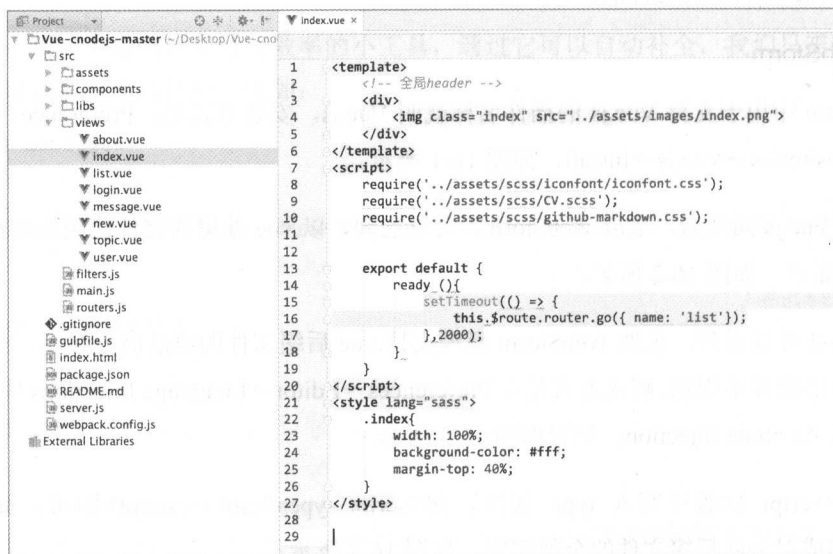 Project
Vue-cnodejs-master (~/Desktop/Vue-cno
src
assets
components
libs
views
about.vue
index.vue
list.vue
login.vue
message.vue
new.vue
topic.vue
user.vue
filters.js
main.js
routers.js
.gitignore
gulpfile.js
index.html
package.json
README.md
server.js
webpack.config.js
External Libraries
index.vue ×
1 <template>
2 <!-- 全局header -->
3 <div>
4 <img class="index" src="../assets/images/index.png">
5 </div>
6 </template>
7 <script>
8 require('../assets/scss/iconfont/iconfont.css');
9 require('../assets/scss/CV.scss');
10 require('../assets/scss/github-markdown.css');
11
12
13 export default {
14 ready (){
15 setTimeout(() => {
16 this.$route.router.go({ name: 'list'});
17 },2000);
18 }
19 }
20 </script>
21 <style lang="sass">
22 .index{
23 width: 100%;
24 background-color: #fff;
25 margin-top: 40%;
26 }
27 </style>
28
29